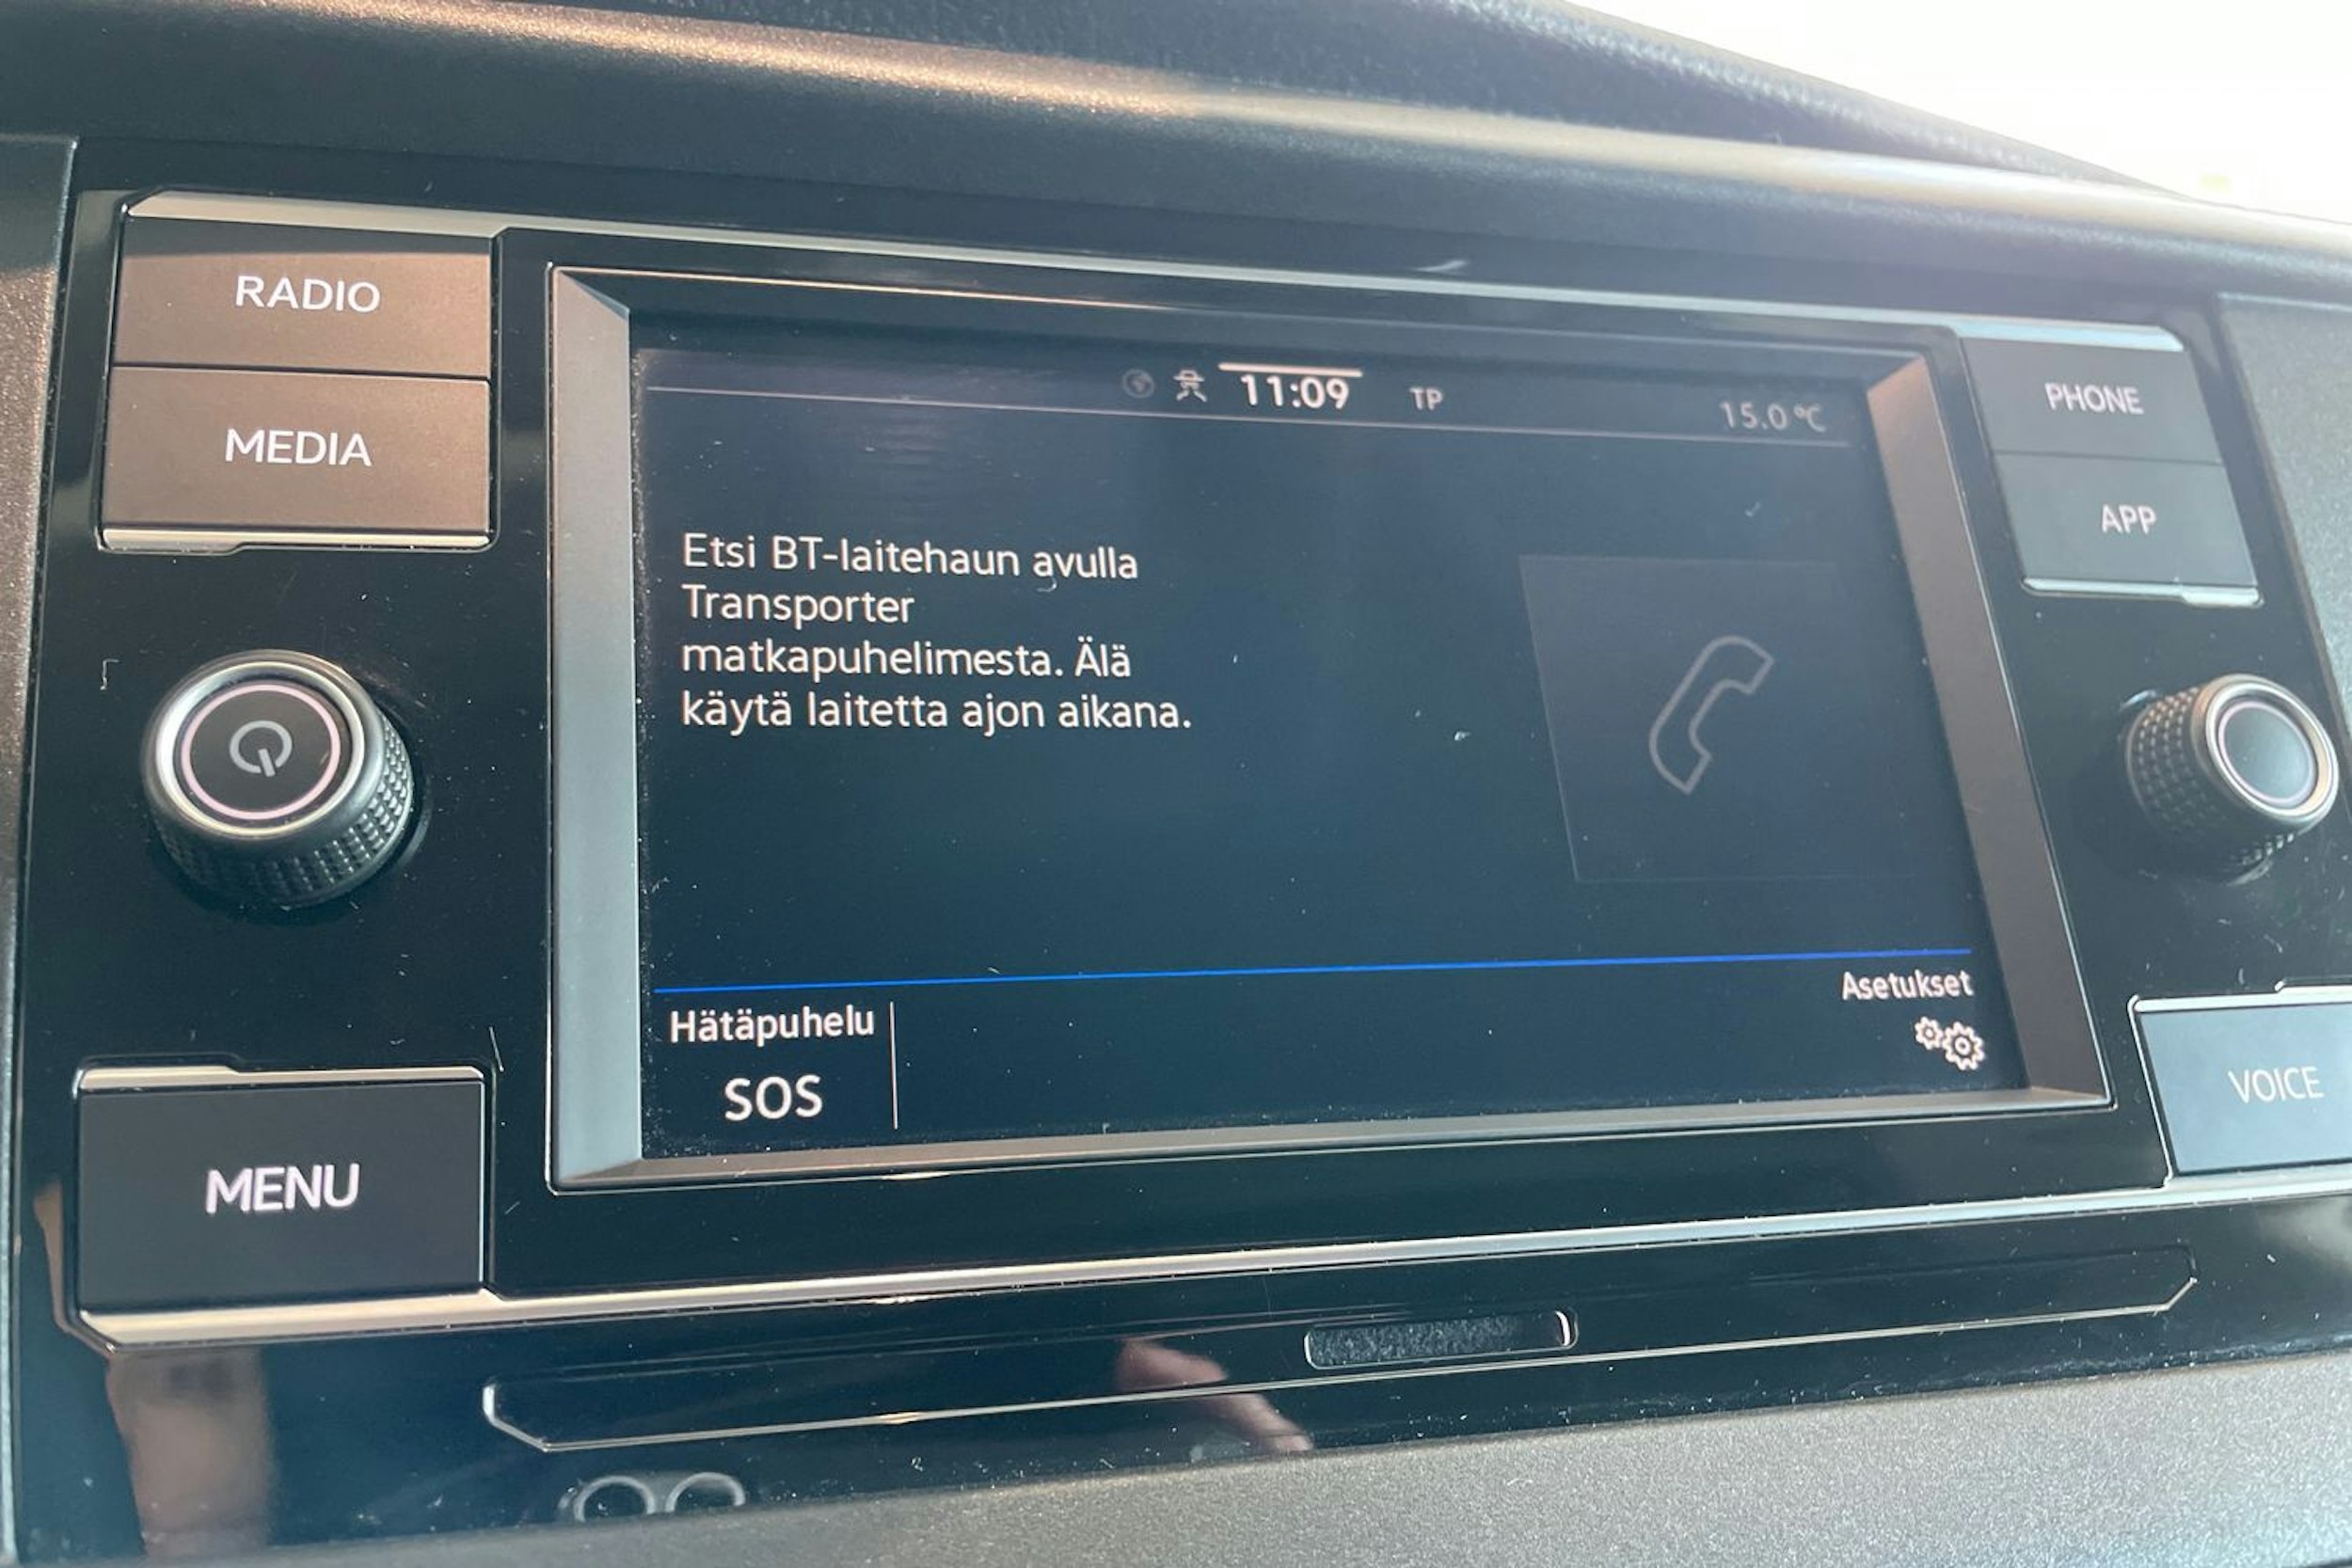 RADIO
MEDIA
MENU
11:09 TP 15.0 °C
Etsi BT-laitehaun avulla
Transporter
matkapuhelimesta. Älä
käytä laitetta ajon aikana.
Hätäpuhelu
SOS
Asetukset
PHONE
APP
VOICE